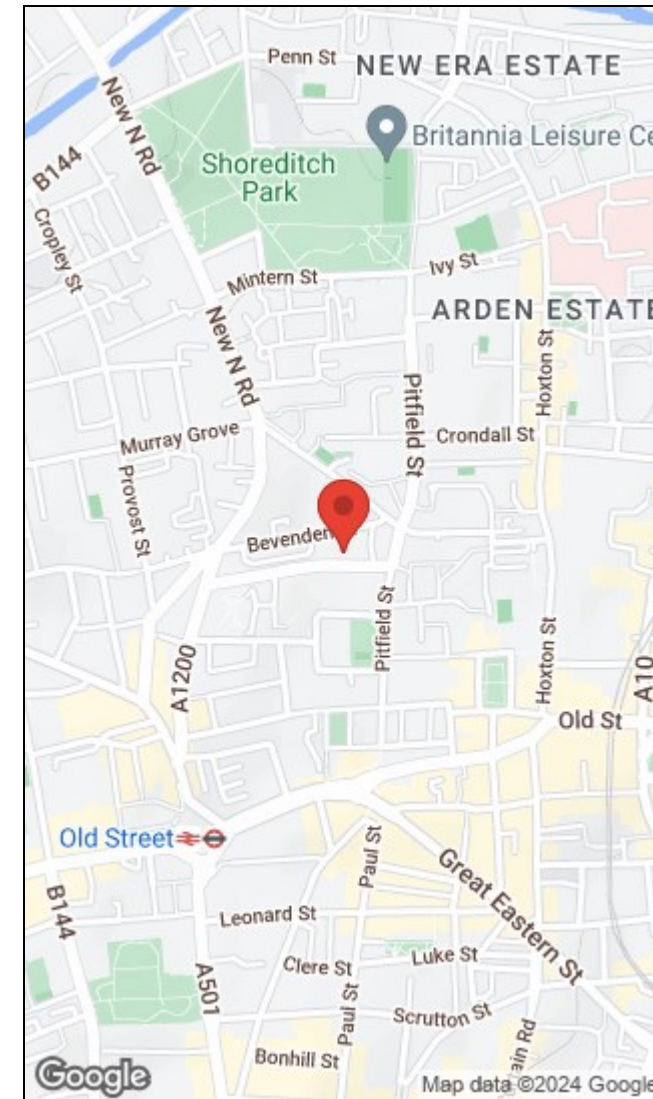 Penn St
NEW ERA ESTATE
New N Rd
Britannia Leisure Ce
B144
Shoreditch
Park
Cropley St
Ivy St
Mintern St
ARDEN ESTATE
New N Rd
Hoxton St
Pitfield St
Murray Grove
Crondall St
Provost St
Bevenden
Pitfield St
Hoxton St
A1200
A10
Old St
Old Street
Paul St
Great Eastern St
B144
Leonard St
Luke St
Clere St
A501
Paul St
Scrutton St
tain Rd
Bonhill St
Google
Map data ©2024 Google